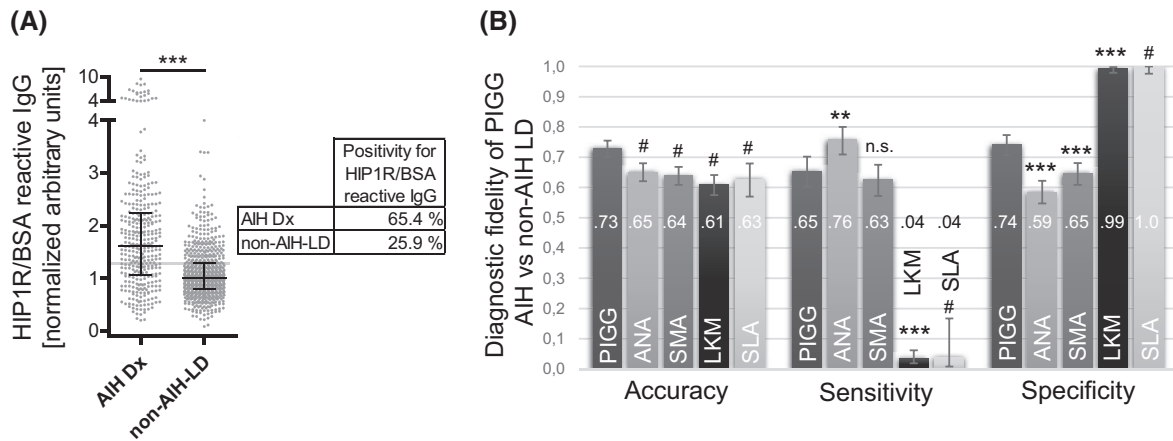 (A)
HIP1R/BSA reactive IgG
[normalized arbitrary units]
***
10
4
4
3
2
1
0
AIH Dx
non-AIH-LD
Positivity for
HIP1R/BSA
reactive IgG
AIH Dx 65.4 %
non-AIH-LD 25.9 %
(B)
Diagnostic fidelity of PIGG
AIH vs non-AIH LD
1,0
0,9
0,8
0,7
0,6
0,5
0,4
0,3
0,2
0,1
0,0
# # # #
.73 .65 .64 .61 .63
PIGG ANA SMA LKM SLA
Accuracy
** n.s. *** #
.65 .76 .63 .04 .04
PIGG ANA SMA LKM SLA
Sensitivity
*** *** *** #
.74 .59 .65 .99 1.0
PIGG ANA SMA LKM SLA
Specificity